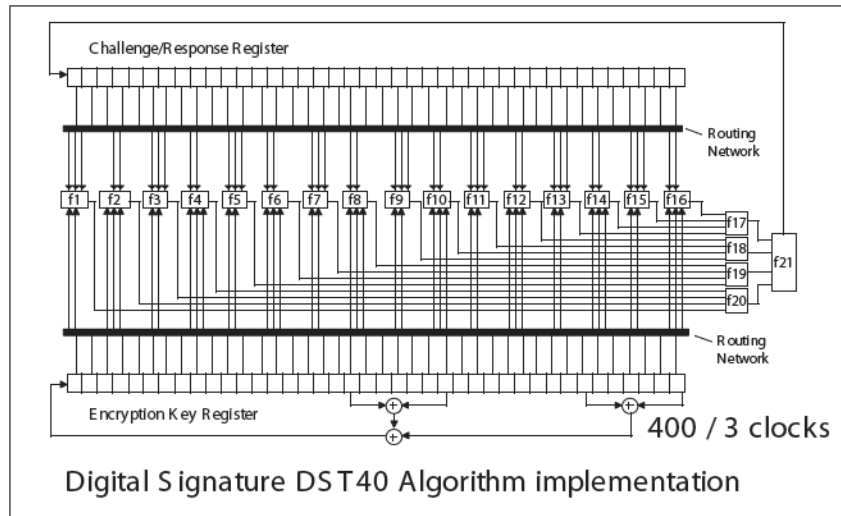 Challenge/Response Register
Routing
Network
f1 f2 f3 f4 f5 f6 f7 f8 f9 f10 f11 f12 f13 f14 f15 f16
f17
f18
f21
f19
f20
Routing
Network
Encryption Key Register
+ +
+
400 / 3 clocks
Digital Signature DST40 Algorithm implementation